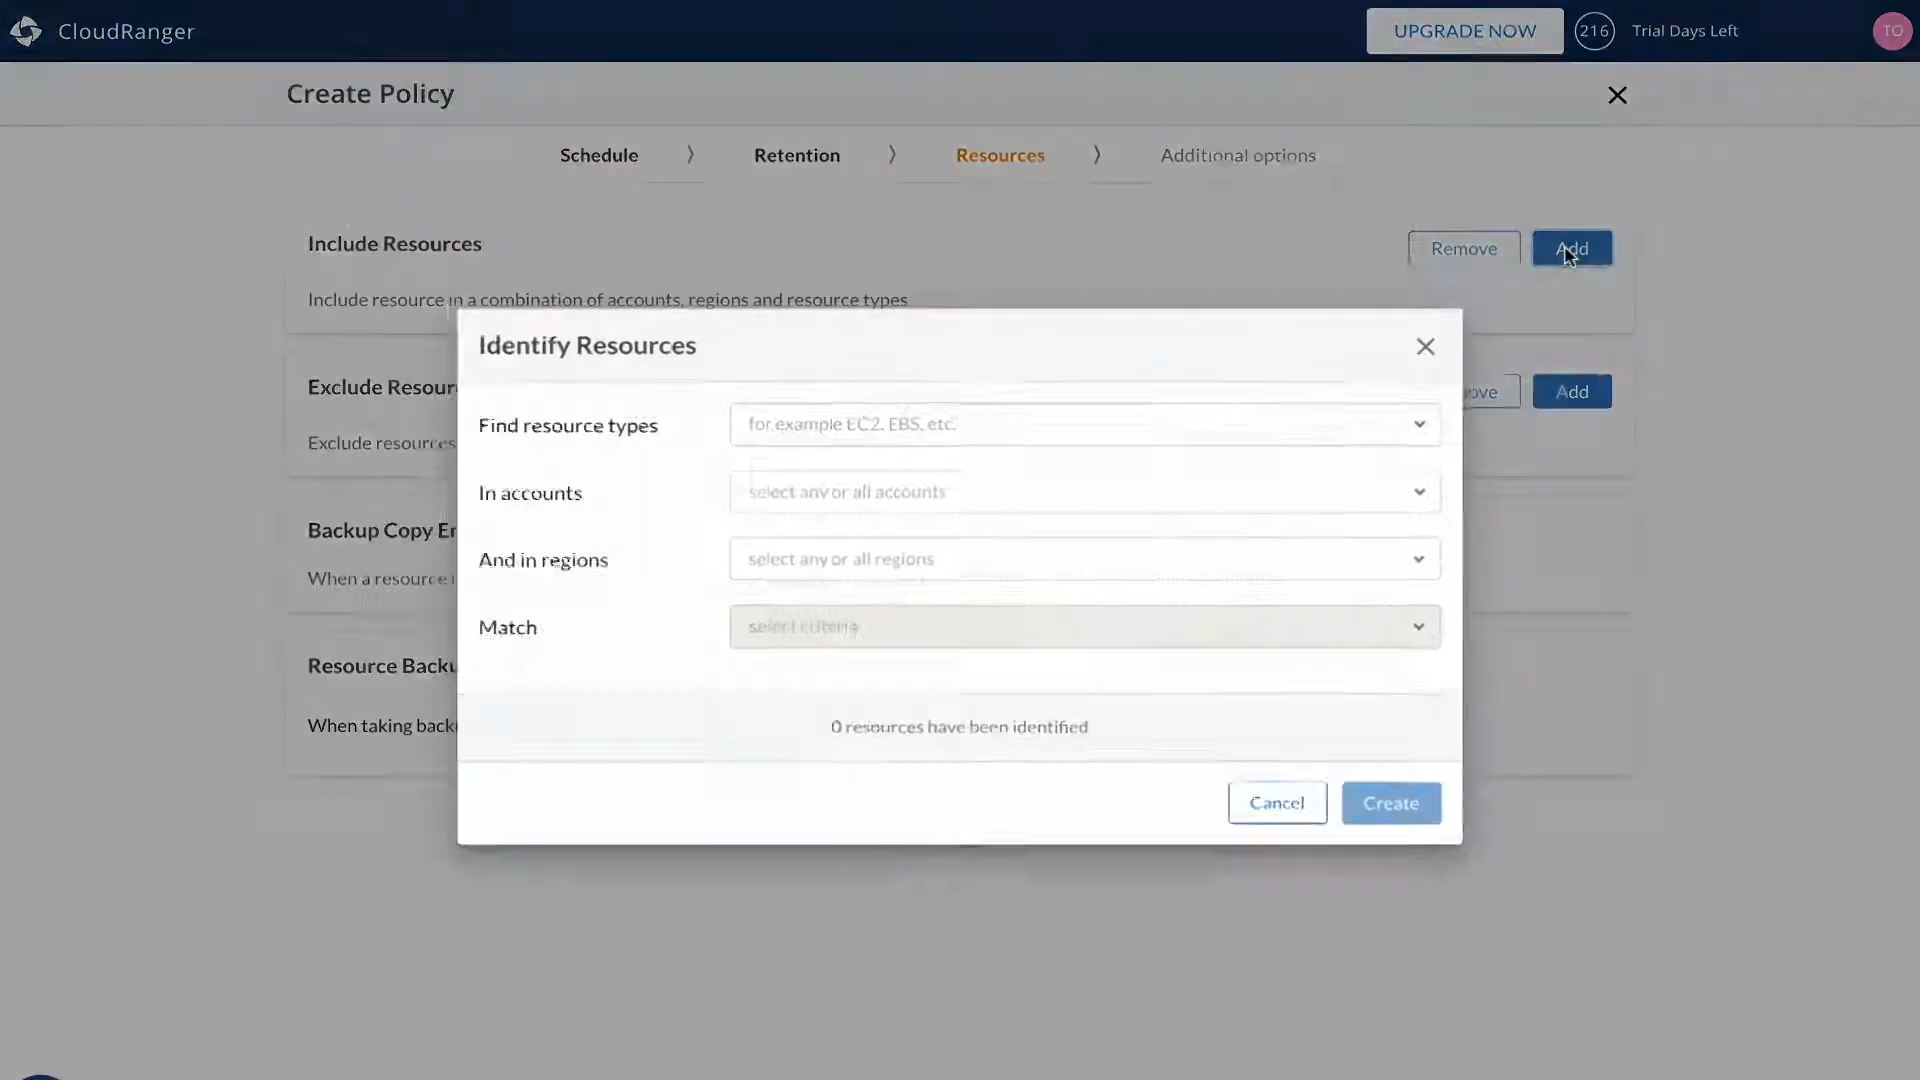 CloudRanger
UPGRADE NOW
216
Trial Days Left
TO
Create Policy
Schedule
Retention
Resources
Additional options
Include Resources
Remove
Add
Include resource in a combination of accounts, regions and resource types
Identify Resources
Exclude Resour
ove
Add
Find resource types
for example EC2, EBS, etc.
Exclude resources
In accounts
select any or all accounts
Backup Copy Er
And in regions
select any or all regions
When a resource i
Match
select criteria
Resource Backu
When taking back
0 resources have been identified
Cancel
Create